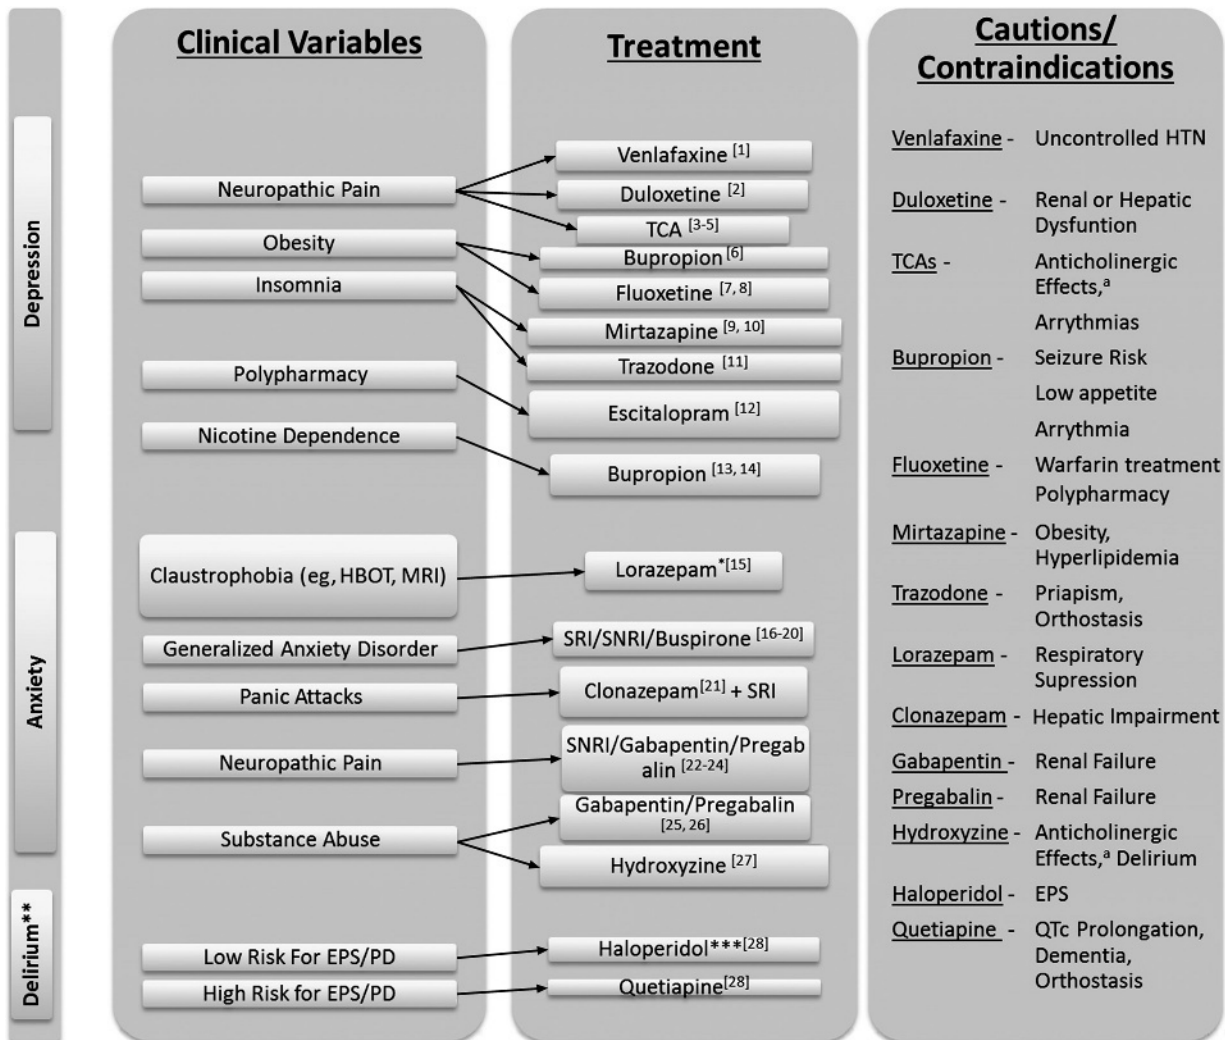 Clinical Variables
Treatment
Cautions/
Contraindications
Depression
Neuropathic Pain
Obesity
Insomnia
Polypharmacy
Nicotine Dependence
Venlafaxine [1]
Duloxetine [2]
TCA [3-5]
Bupropion [6]
Fluoxetine [7, 8]
Mirtazapine [9, 10]
Trazodone [11]
Escitalopram [12]
Bupropion [13, 14]
Anxiety
Claustrophobia (eg, HBOT, MRI)
Generalized Anxiety Disorder
Panic Attacks
Neuropathic Pain
Substance Abuse
Lorazepam*[15]
SRI/SNRI/Buspirone [16-20]
Clonazepam[21] + SRI
SNRI/Gabapentin/Pregab
alin [22-24]
Gabapentin/Pregabalin
[25, 26]
Hydroxyzine [27]
Delirium**
Low Risk For EPS/PD
High Risk for EPS/PD
Haloperidol***[28]
Quetiapine[28]
Venlafaxine - Uncontrolled HTN
Duloxetine - Renal or Hepatic
Dysfuntion
TCAs - Anticholinergic
Effects,a
Arrythmias
Bupropion - Seizure Risk
Low appetite
Arrythmia
Fluoxetine - Warfarin treatment
Polypharmacy
Mirtazapine - Obesity,
Hyperlipidemia
Trazodone - Priapism,
Orthostasis
Lorazepam - Respiratory
Supression
Clonazepam - Hepatic Impairment
Gabapentin - Renal Failure
Pregabalin - Renal Failure
Hydroxyzine - Anticholinergic
Effects,a Delirium
Haloperidol - EPS
Quetiapine - QTc Prolongation,
Dementia,
Orthostasis